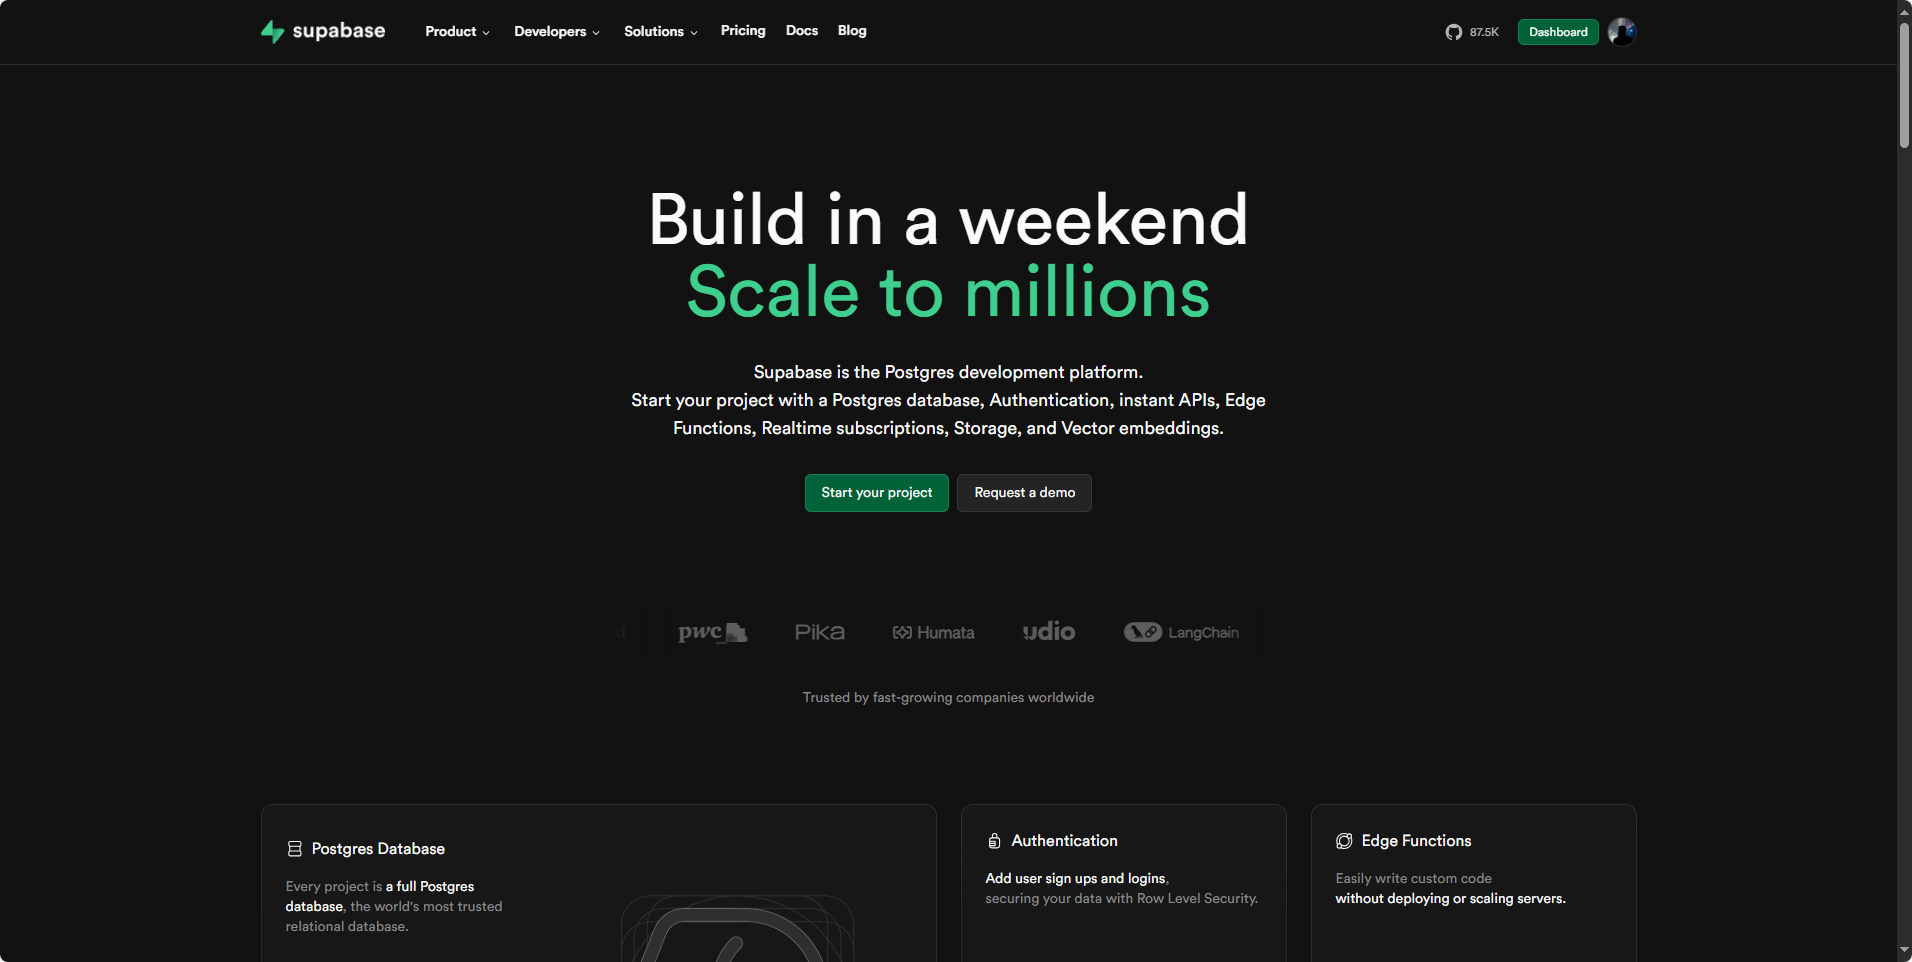 supabase
Product
Developers
Solutions
Pricing
Docs
Blog
87.5K
Dashboard
Build in a weekend
Scale to millions
Supabase is the Postgres development platform.
Start your project with a Postgres database, Authentication, instant APIs, Edge
Functions, Realtime subscriptions, Storage, and Vector embeddings.
Start your project
Request a demo
pwc
Pika
Humata
udio
LangChain
Trusted by fast-growing companies worldwide
Postgres Database
Every project is a full Postgres
database, the world's most trusted
relational database.
Authentication
Add user sign ups and logins,
securing your data with Row Level Security.
Edge Functions
Easily write custom code
without deploying or scaling servers.